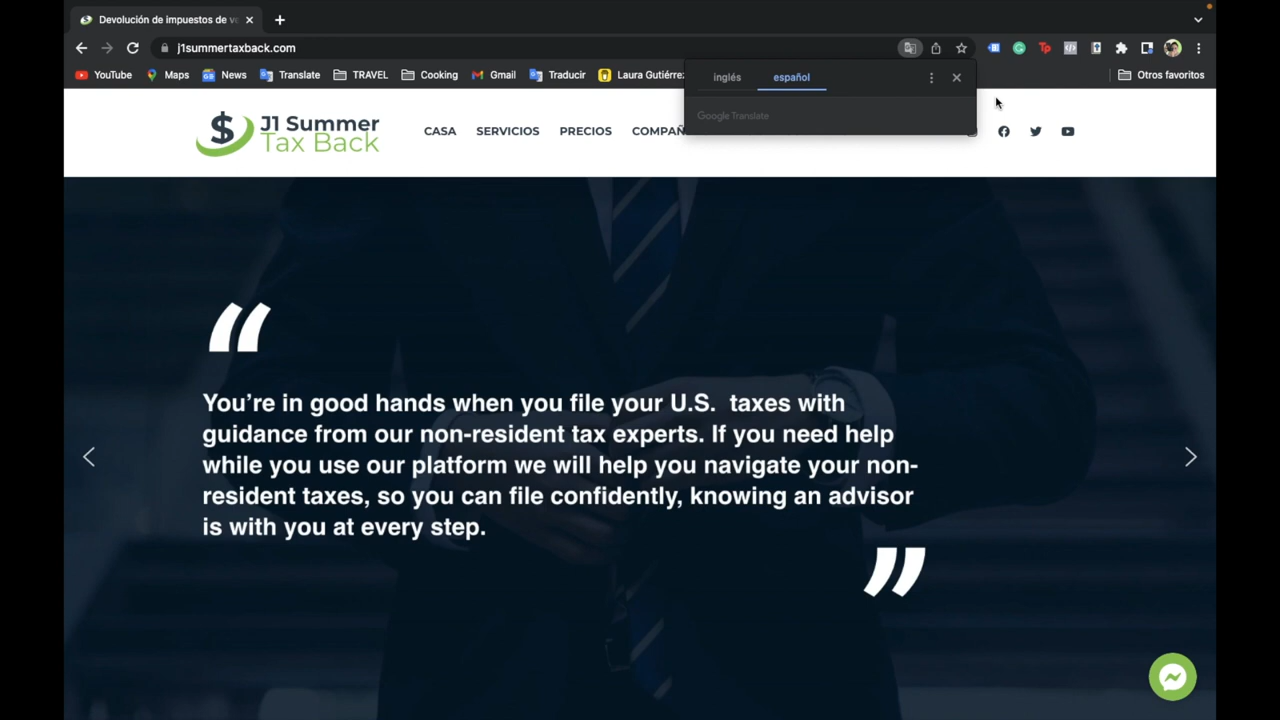 Devolución de impuestos de ve
j1summertaxback.com
YouTube
Maps
News
Translate
TRAVEL
Cooking
Gmail
Traducir
Laura Gutiérrez
Otros favoritos
inglés
español
Google Translate
J1 Summer
Tax Back
CASA
SERVICIOS
PRECIOS
COMPAÑ
“
You’re in good hands when you file your U.S. taxes with
guidance from our non-resident tax experts. If you need help
while you use our platform we will help you navigate your non-
resident taxes, so you can file confidently, knowing an advisor
is with you at every step.
”